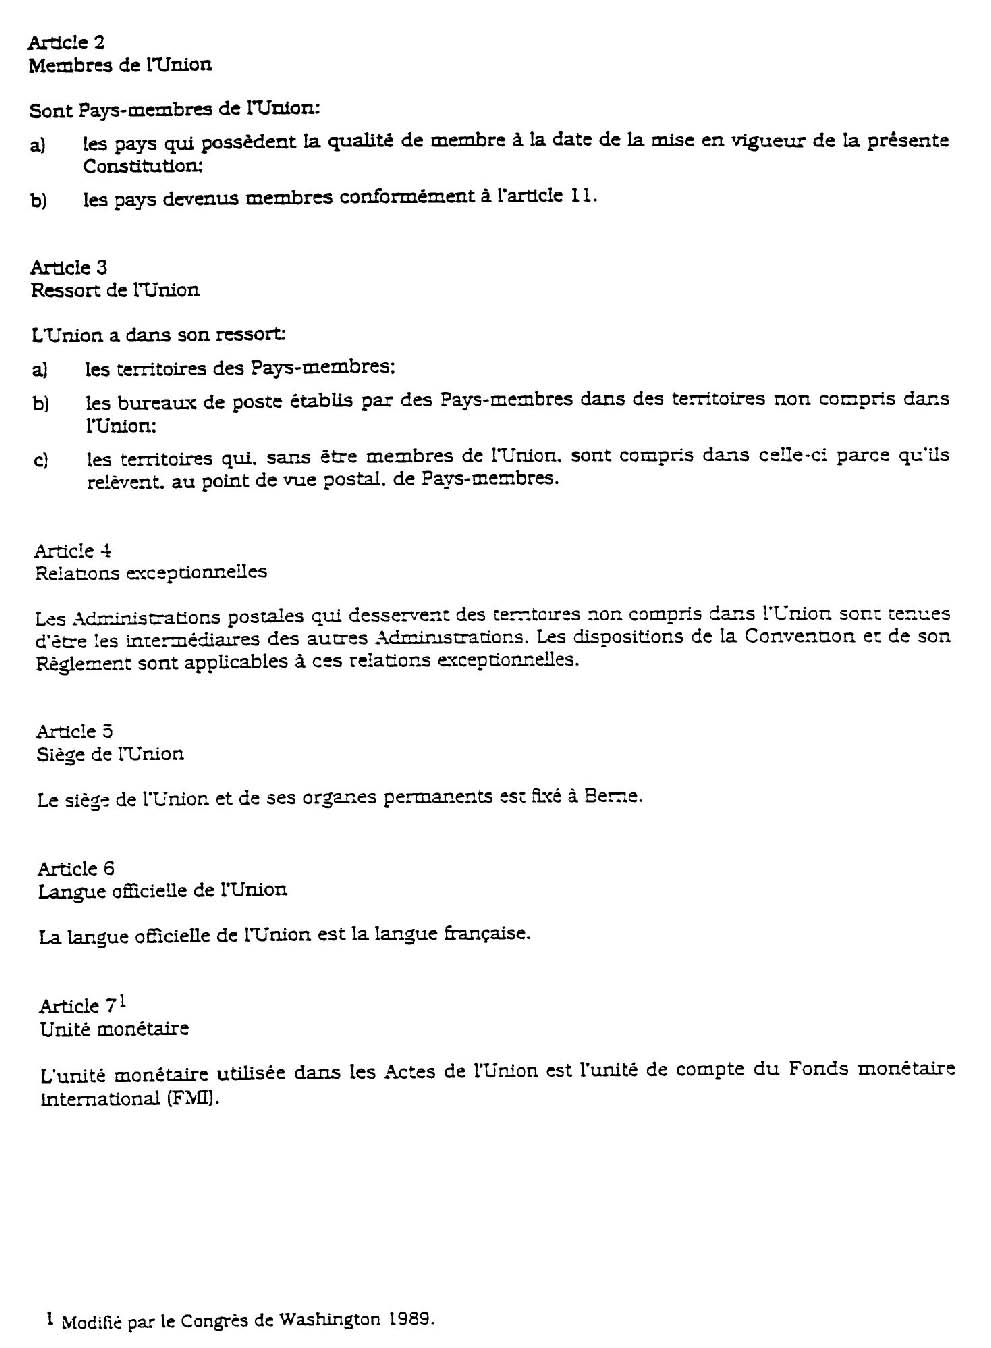 Article 2
Membres de l'Union
Sont Pays-membres de l'Union:
a) les pays qui possèdent la qualité de membre à la date de la mise en vigueur de la présente
Constitution;
b) les pays devenus membres conformément à l'article 11.
Article 3
Ressort de l'Union
L'Union a dans son ressort:
a) les territoires des Pays-membres;
b) les bureaux de poste établis par des Pays-membres dans des territoires non compris dans
l'Union;
c) les territoires qui, sans être membres de l'Union, sont compris dans celle-ci parce qu'ils
relèvent, au point de vue postal, de Pays-membres.
Article 4
Relations exceptionnelles
Les Administrations postales qui desservent des territoires non compris dans l'Union sont tenues
d'être les intermédiaires des autres Administrations. Les dispositions de la Convention et de son
Règlement sont applicables à ces relations exceptionnelles.
Article 5
Siège de l'Union
Le siège de l'Union et de ses organes permanents est fixé à Berne.
Article 6
Langue officielle de l'Union
La langue officielle de l'Union est la langue française.
Article 7¹
Unité monétaire
L'unité monétaire utilisée dans les Actes de l'Union est l'unité de compte du Fonds monétaire
international (FMI).
¹ Modifié par le Congrès de Washington 1989.